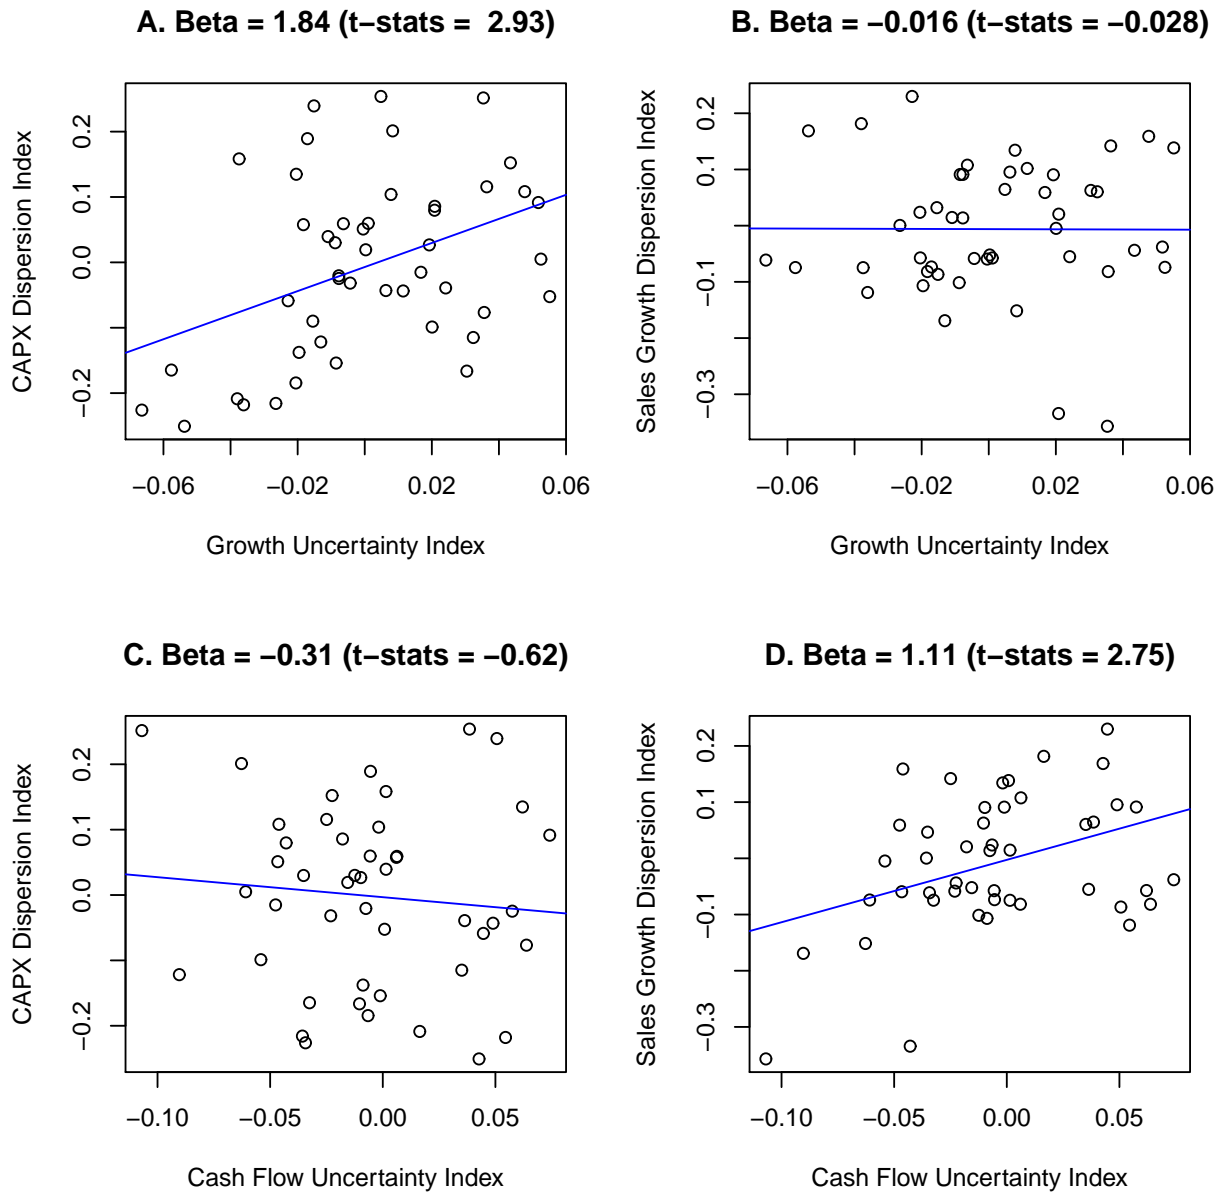 A. Beta = 1.84 (t−stats =  2.93)
CAPX Dispersion Index
0.2
0.1
0.0
−0.2
−0.06
−0.02
0.02
0.06
Growth Uncertainty Index
B. Beta = −0.016 (t−stats = −0.028)
Sales Growth Dispersion Index
0.2
0.1
−0.1
−0.3
−0.06
−0.02
0.02
0.06
Growth Uncertainty Index
C. Beta = −0.31 (t−stats = −0.62)
CAPX Dispersion Index
0.2
0.1
0.0
−0.2
−0.10
−0.05
0.00
0.05
Cash Flow Uncertainty Index
D. Beta = 1.11 (t−stats = 2.75)
Sales Growth Dispersion Index
0.2
0.1
−0.1
−0.3
−0.10
−0.05
0.00
0.05
Cash Flow Uncertainty Index